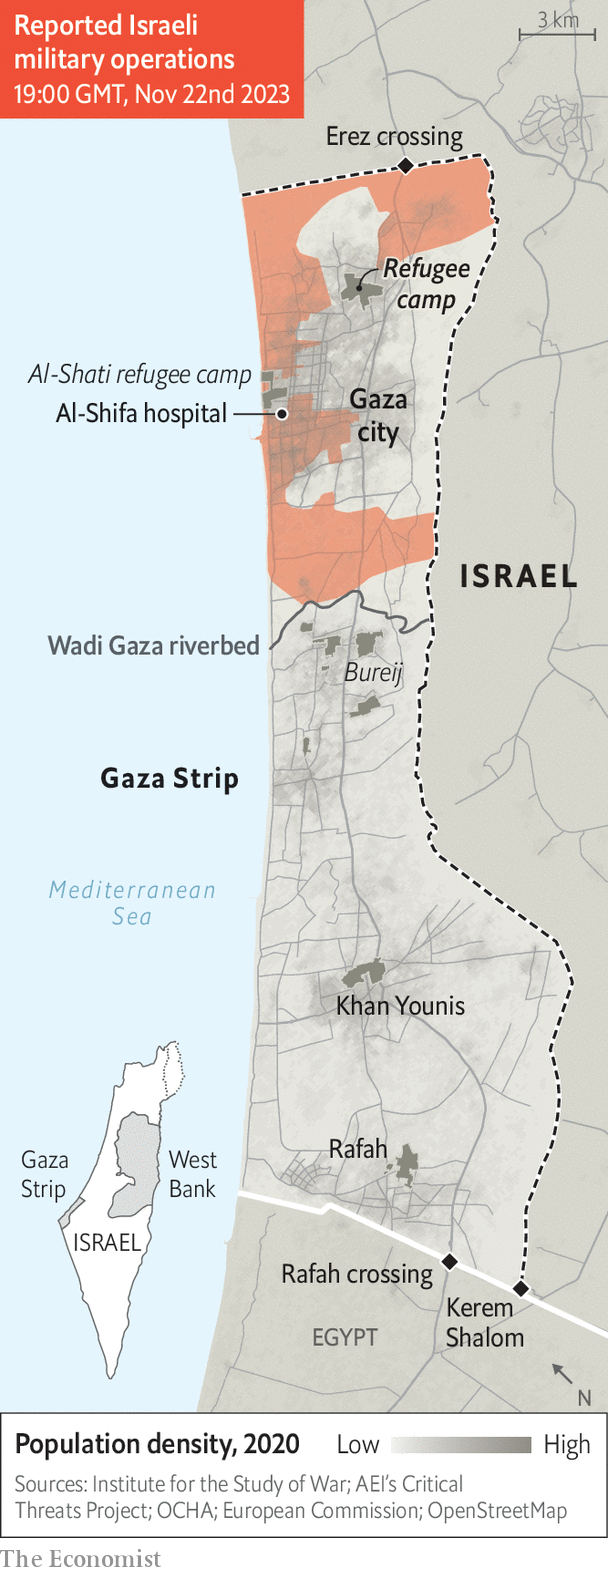 Reported Israeli
military operations
19:00 GMT, Nov 22nd 2023
3 km
Erez crossing
Refugee
camp
Al-Shati refugee camp
Al-Shifa hospital
Gaza
city
ISRAEL
Wadi Gaza riverbed
Bureij
Gaza Strip
Mediterranean
Sea
Khan Younis
Rafah
Gaza
Strip
West
Bank
ISRAEL
Rafah crossing
Kerem
Shalom
EGYPT
N
Population density, 2020
Low
High
Sources: Institute for the Study of War; AEI's Critical
Threats Project; OCHA; European Commission; OpenStreetMap
The Economist